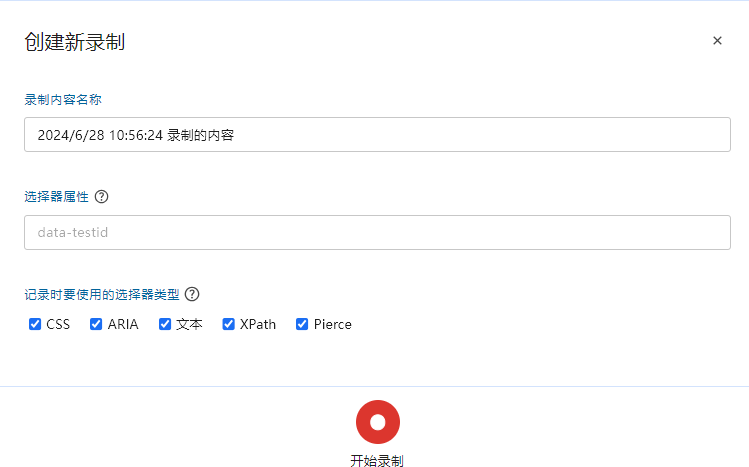 创建新录制
录制内容名称
2024/6/28 10:56:24 录制的内容
选择器属性
data-testid
记录时要使用的选择器类型
CSS ARIA 文本 XPath Pierce
开始录制